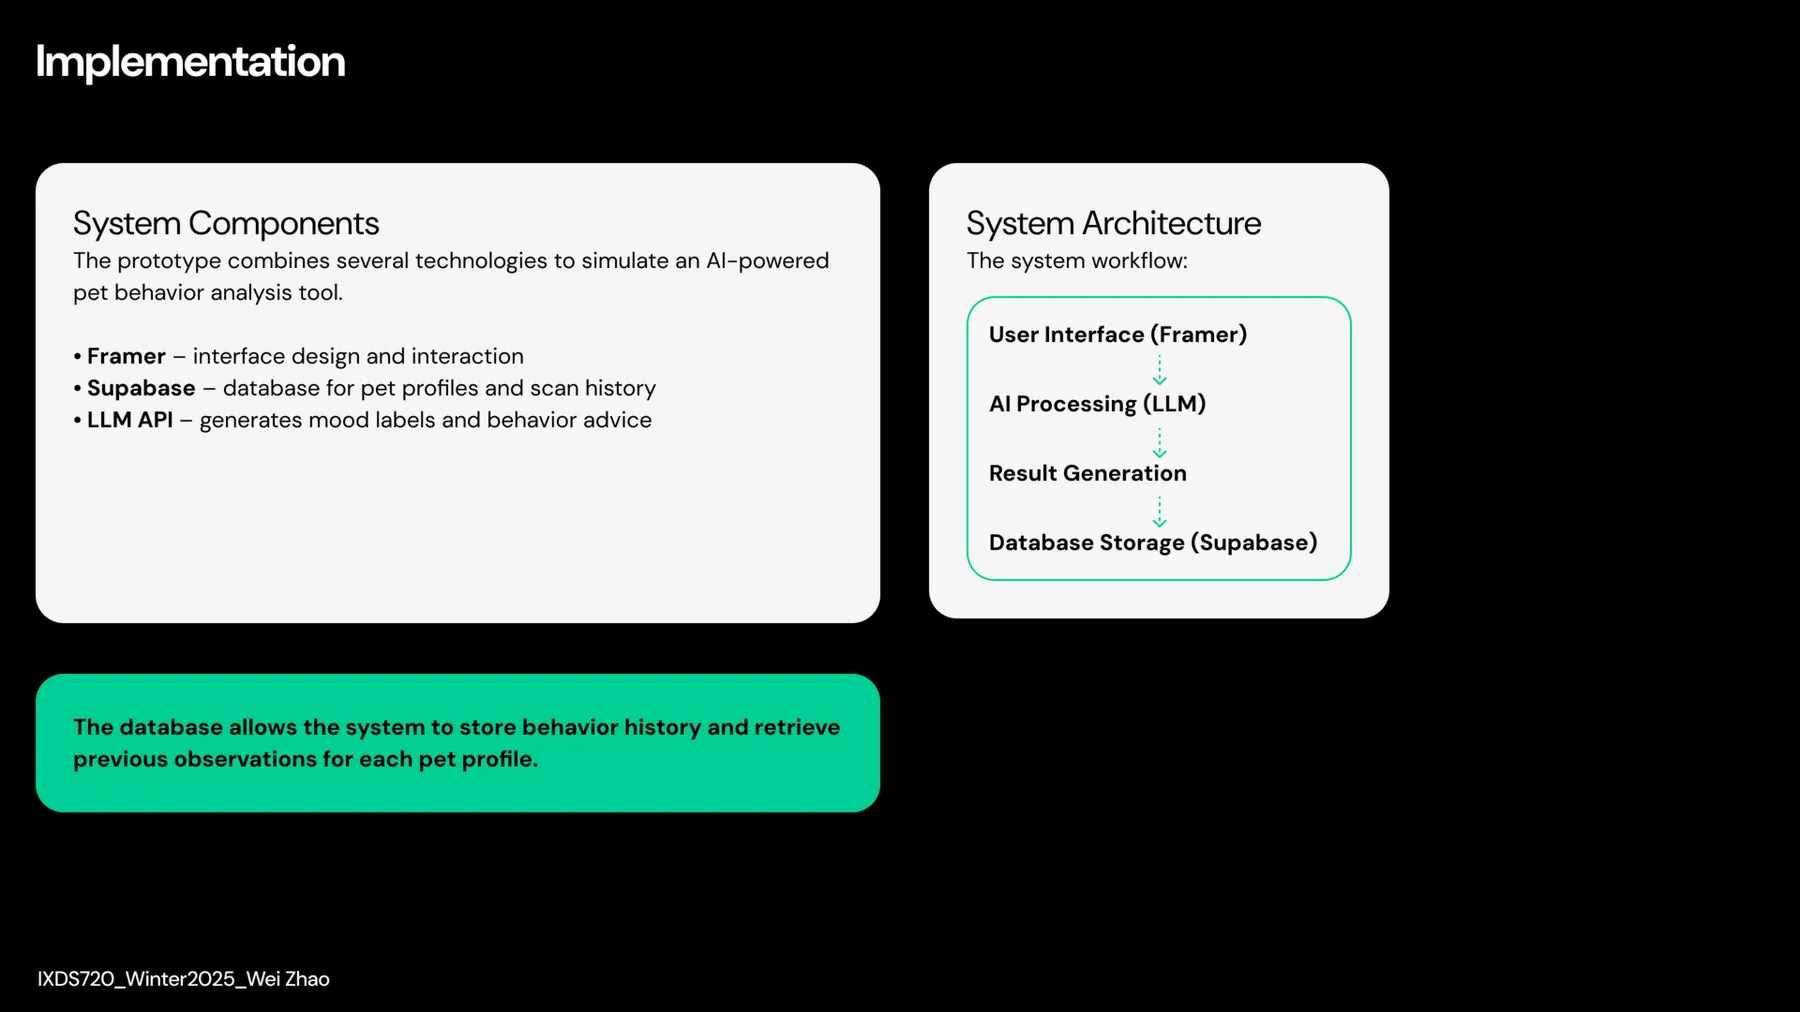 Implementation
System Components
The prototype combines several technologies to simulate an AI-powered
pet behavior analysis tool.
• Framer – interface design and interaction
• Supabase – database for pet profiles and scan history
• LLM API – generates mood labels and behavior advice
System Architecture
The system workflow:
User Interface (Framer)
AI Processing (LLM)
Result Generation
Database Storage (Supabase)
The database allows the system to store behavior history and retrieve
previous observations for each pet profile.
IXDS720_Winter2025_Wei Zhao